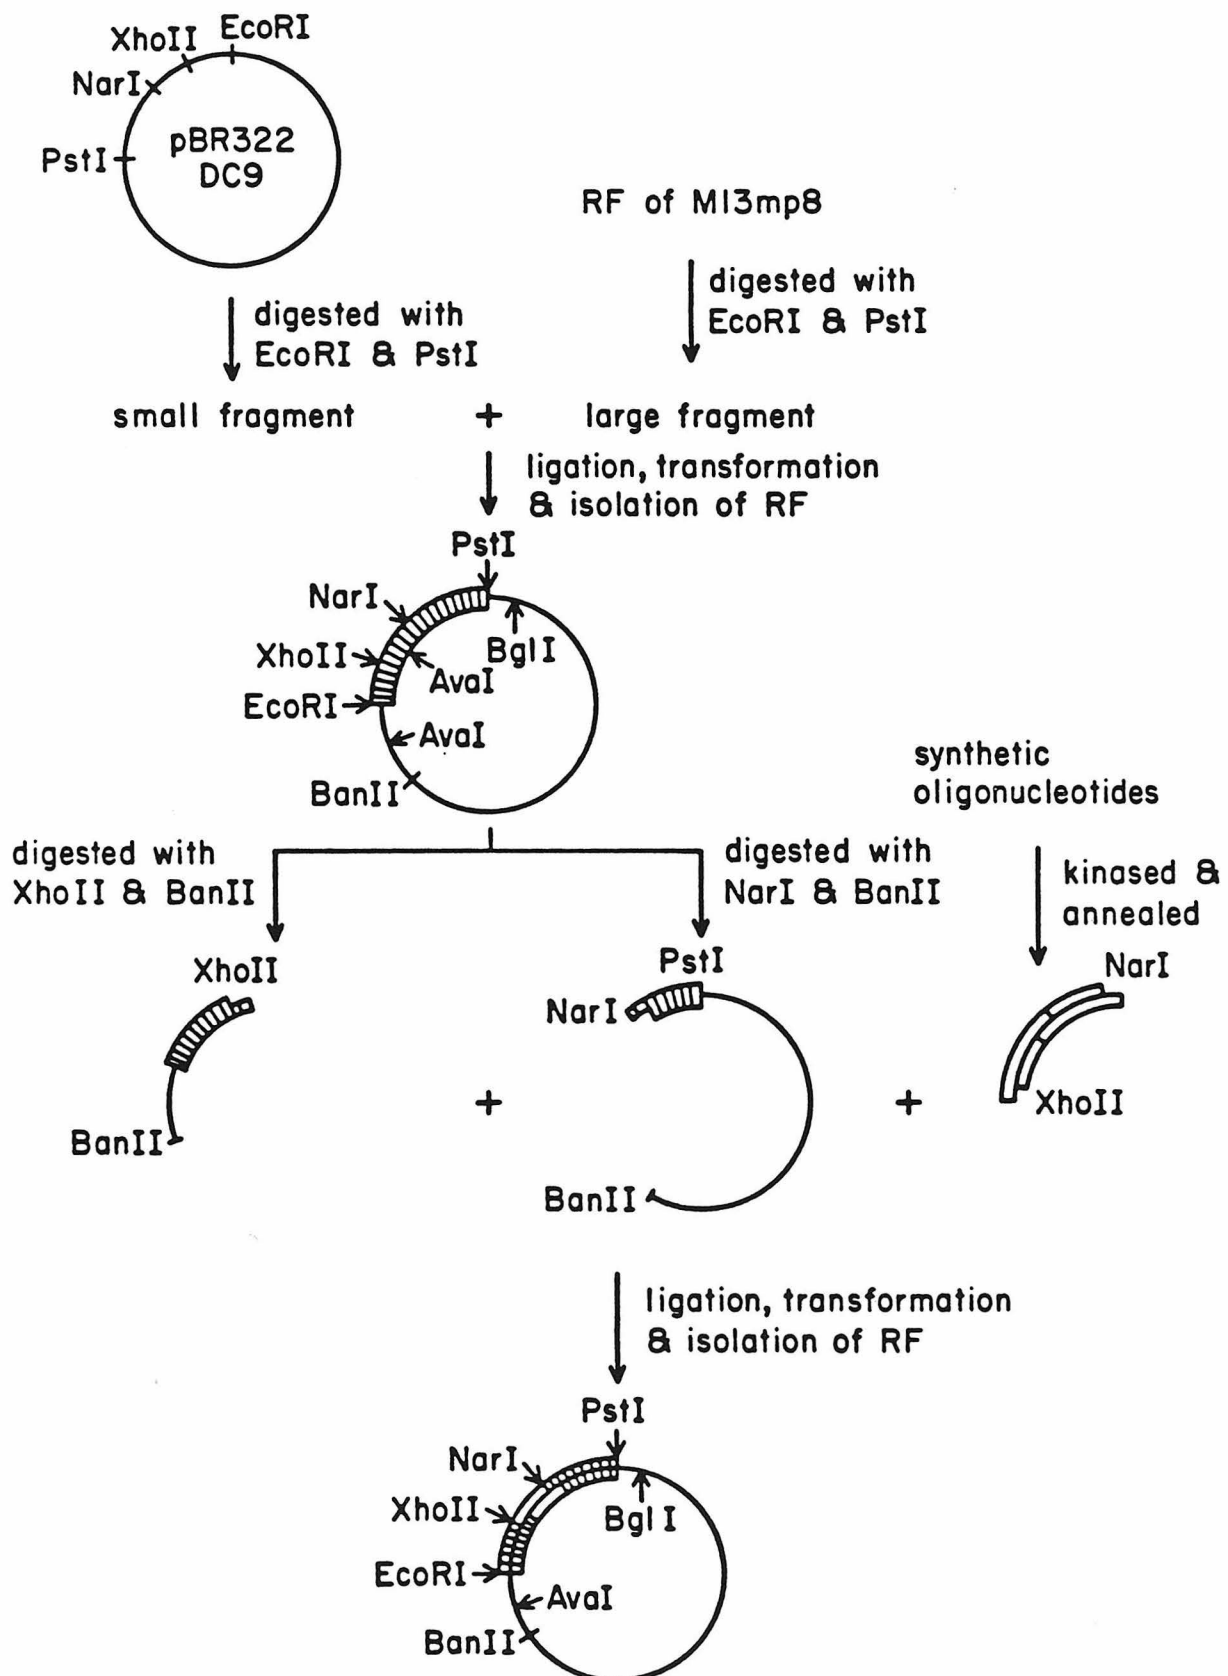 XhoII
EcoRI
NarI
PstI
pBR322
DC9
RF of M13mp8
digested with
EcoRI & PstI
digested with
EcoRI & PstI
small fragment
+
large fragment
ligation, transformation
& isolation of RF
PstI
NarI
XhoII
BglI
AvaI
EcoRI
AvaI
BanII
synthetic
oligonucleotides
digested with
XhoII & BanII
digested with
NarI & BanII
kinased &
annealed
XhoII
PstI
NarI
NarI
+
+
XhoII
BanII
BanII
ligation, transformation
& isolation of RF
PstI
NarI
XhoII
BglI
EcoRI
AvaI
BanII